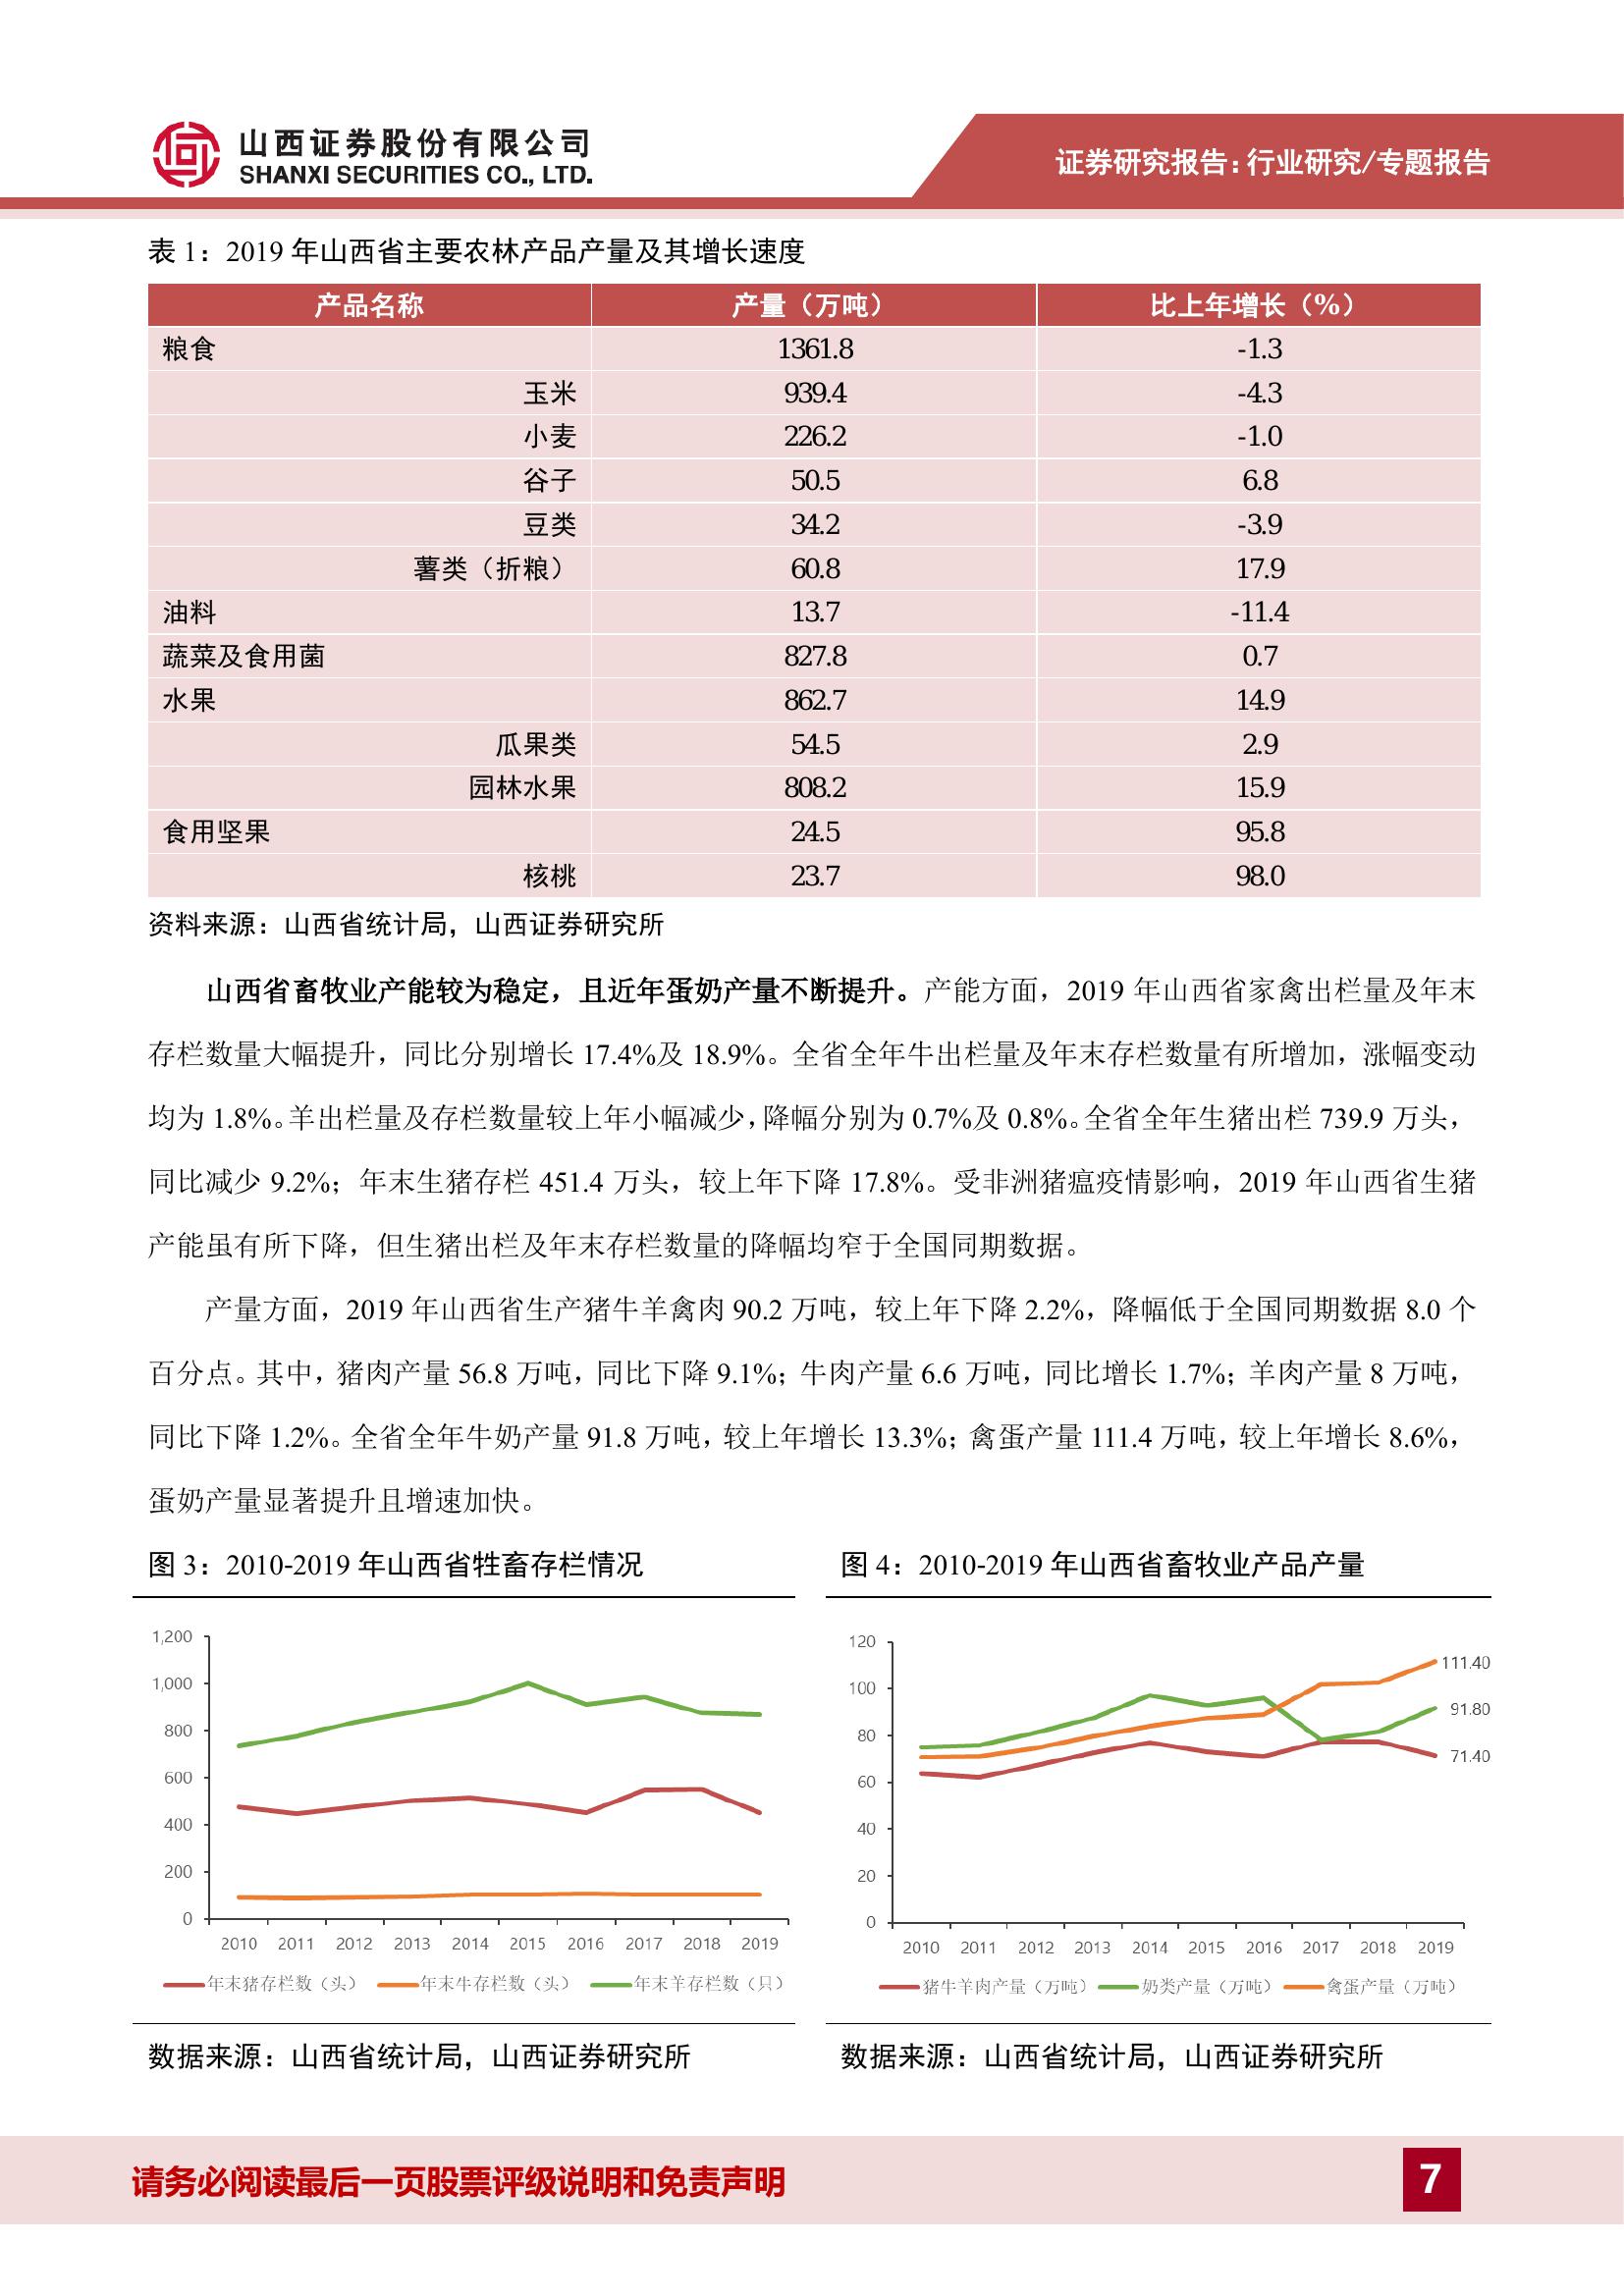 山西证券股份有限公司
SHANXI SECURITIES CO., LTD.
证券研究报告：行业研究/专题报告
表 1：2019 年山西省主要农林产品产量及其增长速度
产品名称 产量（万吨） 比上年增长（%）
粮食 1361.8 -1.3
玉米 939.4 -4.3
小麦 226.2 -1.0
谷子 50.5 6.8
豆类 34.2 -3.9
薯类（折粮） 60.8 17.9
油料 13.7 -11.4
蔬菜及食用菌 827.8 0.7
水果 862.7 14.9
瓜果类 54.5 2.9
园林水果 808.2 15.9
食用坚果 24.5 95.8
核桃 23.7 98.0
资料来源：山西省统计局，山西证券研究所
山西省畜牧业产能较为稳定，且近年蛋奶产量不断提升。产能方面，2019 年山西省家禽出栏量及年末
存栏数量大幅提升，同比分别增长 17.4%及 18.9%。全省全年牛出栏量及年末存栏数量有所增加，涨幅变动
均为 1.8%。羊出栏量及存栏数量较上年小幅减少，降幅分别为 0.7%及 0.8%。全省全年生猪出栏 739.9 万头，
同比减少 9.2%；年末生猪存栏 451.4 万头，较上年下降 17.8%。受非洲猪瘟疫情影响，2019 年山西省生猪
产能虽有所下降，但生猪出栏及年末存栏数量的降幅均窄于全国同期数据。
产量方面，2019 年山西省生产猪牛羊禽肉 90.2 万吨，较上年下降 2.2%，降幅低于全国同期数据 8.0 个
百分点。其中，猪肉产量 56.8 万吨，同比下降 9.1%；牛肉产量 6.6 万吨，同比增长 1.7%；羊肉产量 8 万吨，
同比下降 1.2%。全省全年牛奶产量 91.8 万吨，较上年增长 13.3%；禽蛋产量 111.4 万吨，较上年增长 8.6%，
蛋奶产量显著提升且增速加快。
图 3：2010-2019 年山西省牲畜存栏情况
1,200
1,000
800
600
400
200
0
2010 2011 2012 2013 2014 2015 2016 2017 2018 2019
年末猪存栏数（头） 年末牛存栏数（头） 年末羊存栏数（只）
数据来源：山西省统计局，山西证券研究所
图 4：2010-2019 年山西省畜牧业产品产量
120
100
80
60
40
20
0
111.40
91.80
71.40
2010 2011 2012 2013 2014 2015 2016 2017 2018 2019
猪牛羊肉产量（万吨） 奶类产量（万吨） 禽蛋产量（万吨）
数据来源：山西省统计局，山西证券研究所
请务必阅读最后一页股票评级说明和免责声明
7